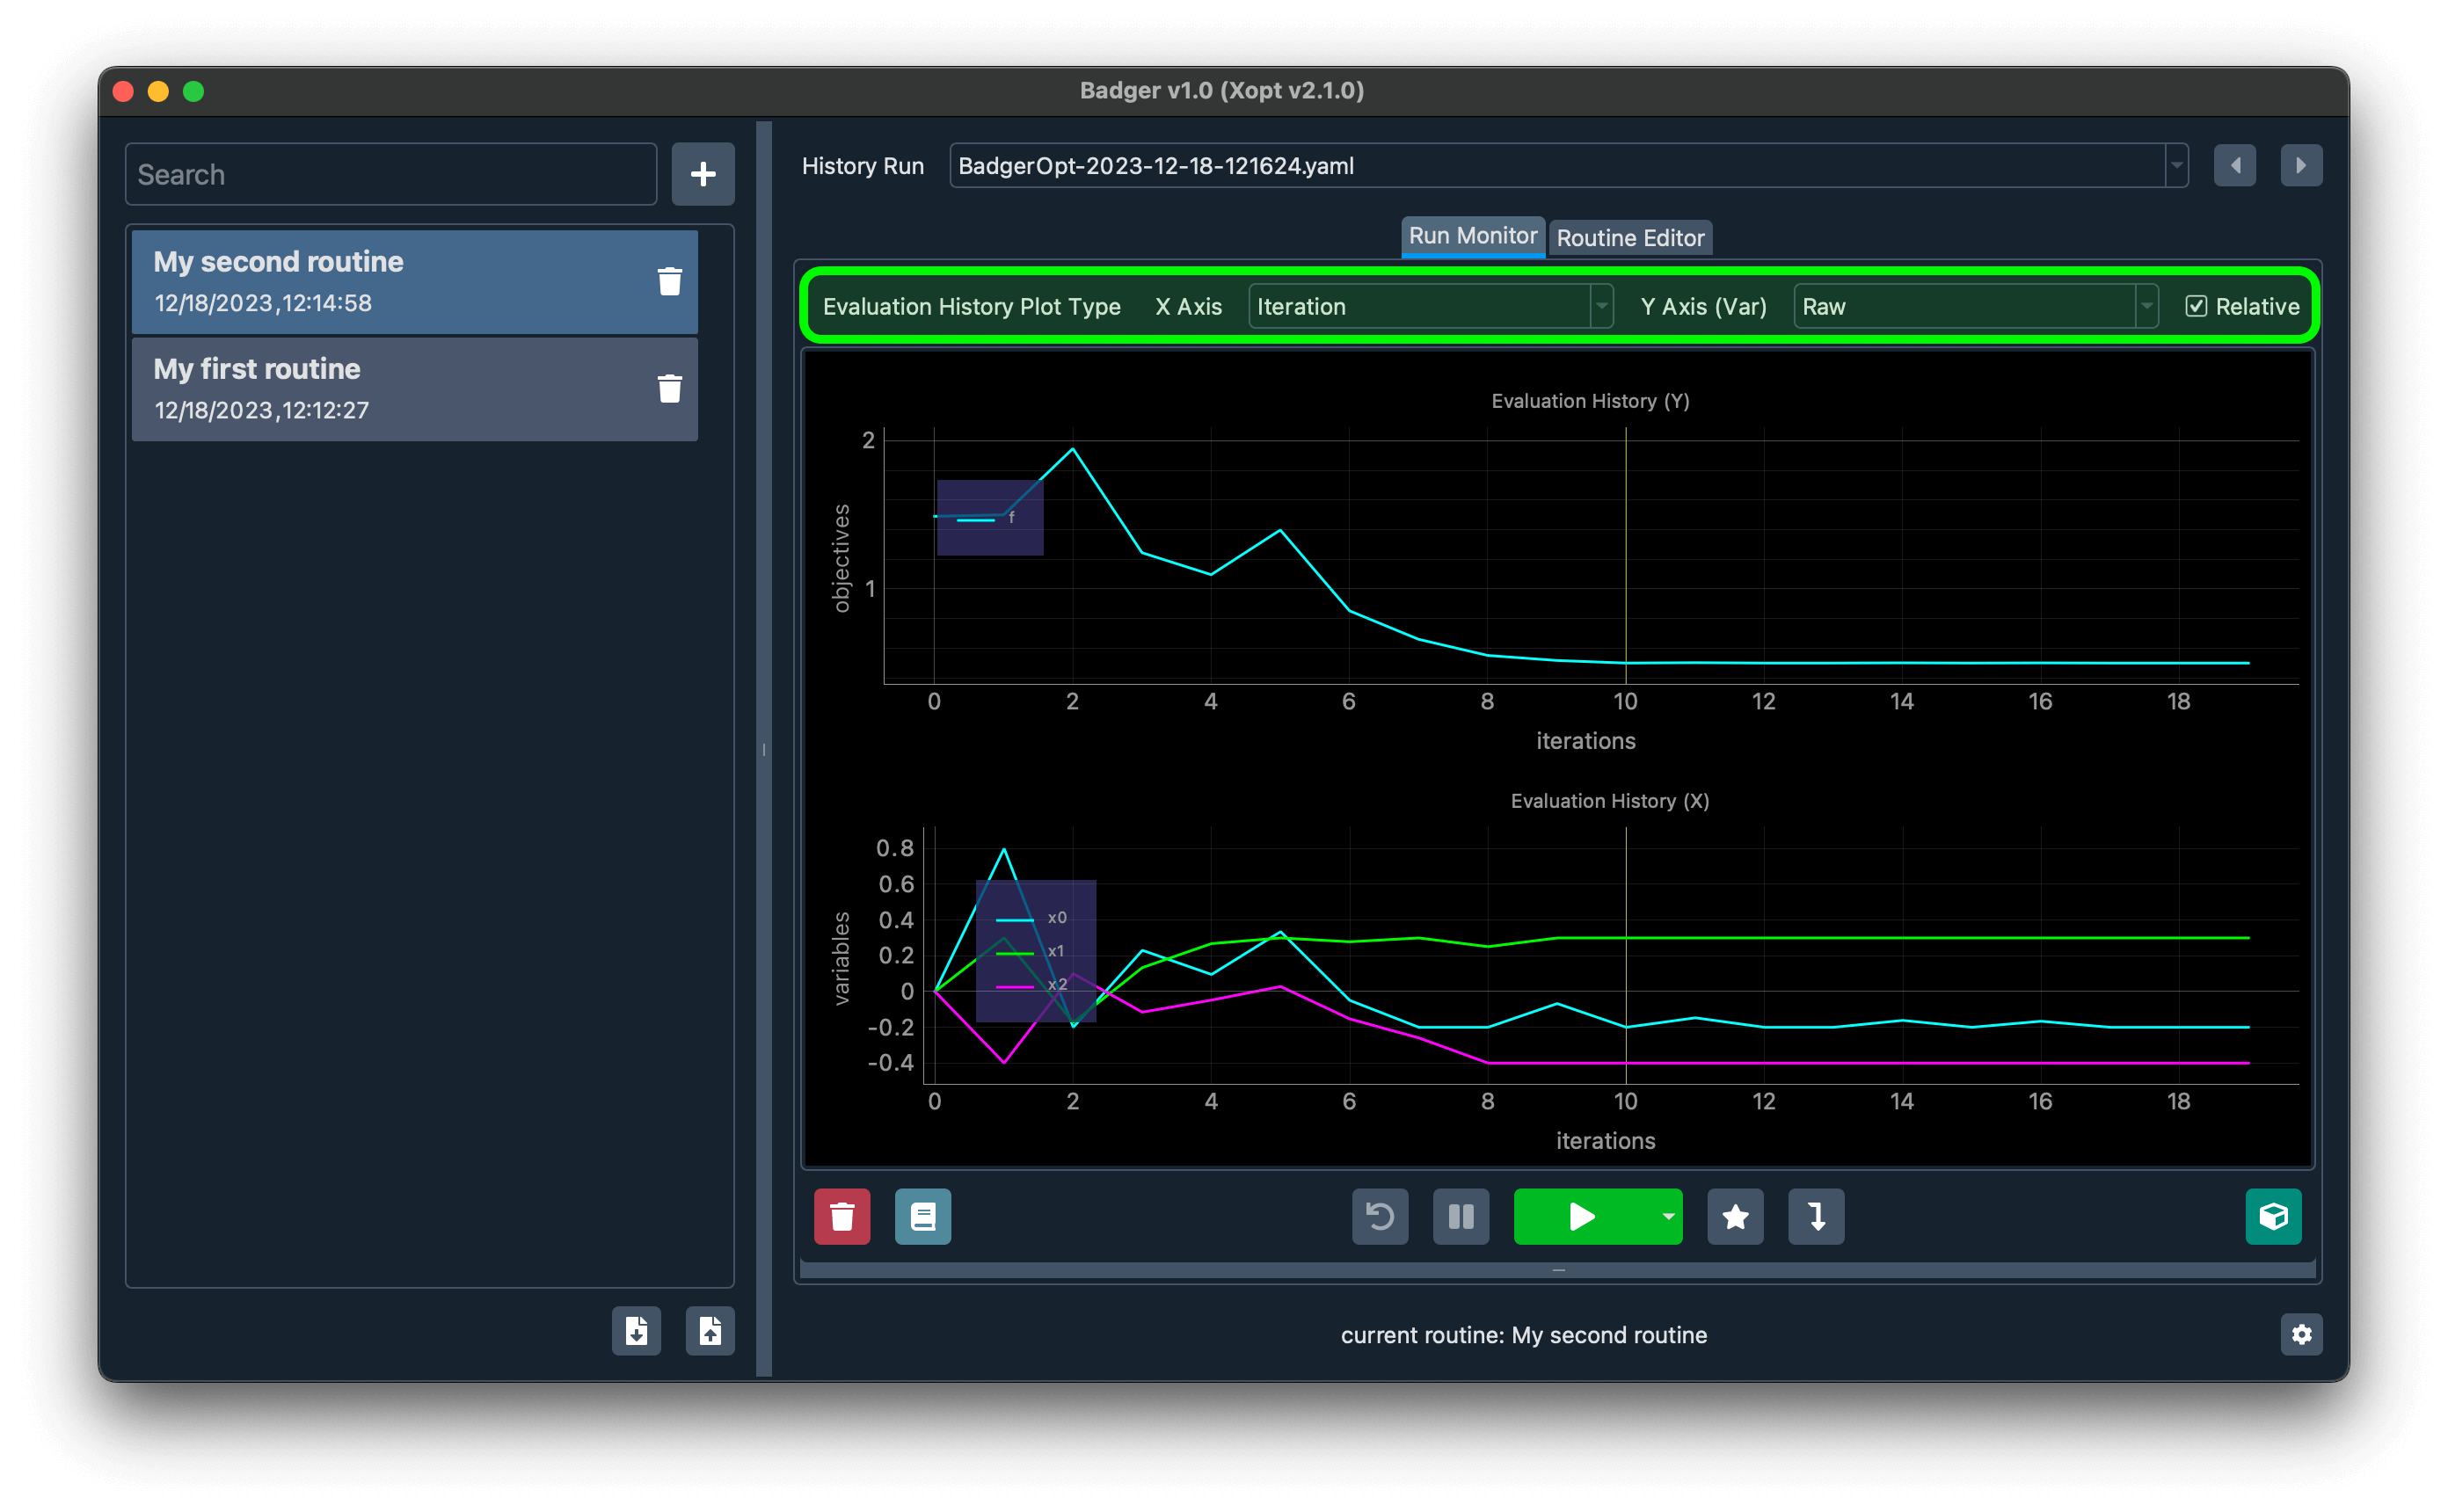 Badger v1.0 (Xopt v2.1.0)
Search
My second routine
12/18/2023,12:14:58
My first routine
12/18/2023,12:12:27
History Run BadgerOpt-2023-12-18-121624.yaml
Run Monitor Routine Editor
Evaluation History Plot Type X Axis Iteration Y Axis (Var) Raw Relative
Evaluation History (Y)
objectives
2
1
f
0 2 4 6 8 10 12 14 16 18
iterations
Evaluation History (X)
variables
0.8
0.6
0.4
0.2
0
-0.2
-0.4
x0
x1
x2
0 2 4 6 8 10 12 14 16 18
iterations
current routine: My second routine